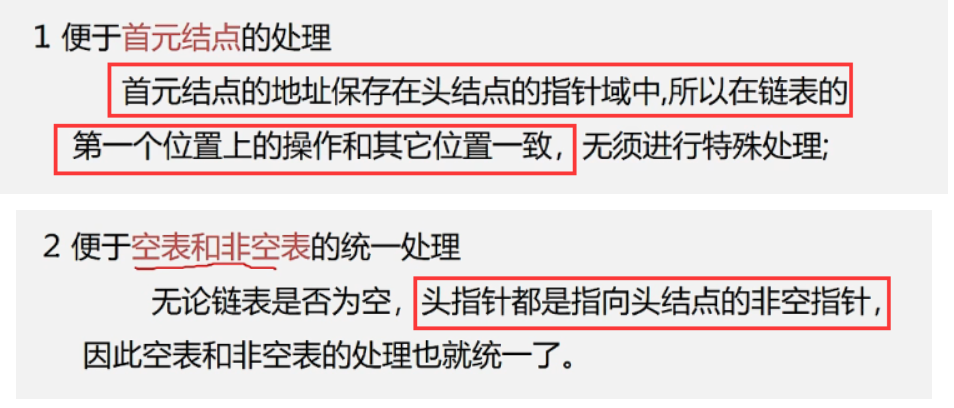 1 便于首元结点的处理
首元结点的地址保存在头结点的指针域中,所以在链表的
第一个位置上的操作和其它位置一致，无须进行特殊处理;
2 便于空表和非空表的统一处理
无论链表是否为空，头指针都是指向头结点的非空指针，
因此空表和非空表的处理也就统一了。